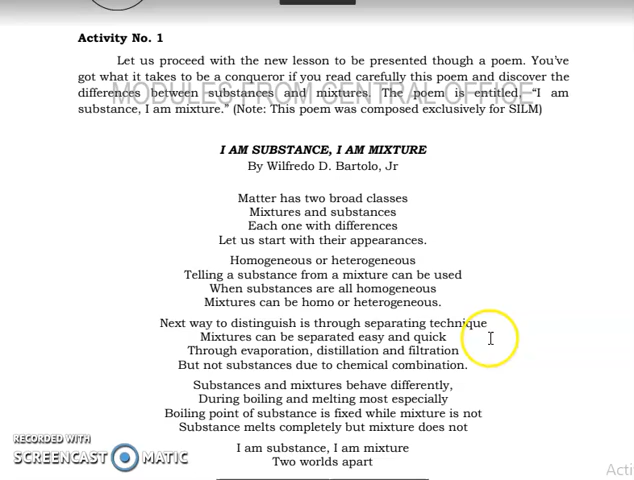 Activity No. 1
Let us proceed with the new lesson to be presented though a poem. You've
got what it takes to be a conqueror if you read carefully this poem and discover the
differences between substances and mixtures. The poem is entitled, "I am
MODULES FROM CENTRAL OFFICE
substance, I am mixture." (Note: This poem was composed exclusively for SILM)
I AM SUBSTANCE, I AM MIXTURE
By Wilfredo D. Bartolo, Jr
Matter has two broad classes
Mixtures and substances
Each one with differences
Let us start with their appearances.
Homogeneous or heterogeneous
Telling a substance from a mixture can be used
When substances are all homogeneous
Mixtures can be homo or heterogeneous.
Next way to distinguish is through separating technique
Mixtures can be separated easy and quick
Through evaporation, distillation and filtration
But not substances due to chemical combination.
Substances and mixtures behave differently,
During boiling and melting most especially
Boiling point of substance is fixed while mixture is not
Substance melts completely but mixture does not
I am substance, I am mixture
Two worlds apart
RECORDED WITH
SCREENCAST MATIC
Acti